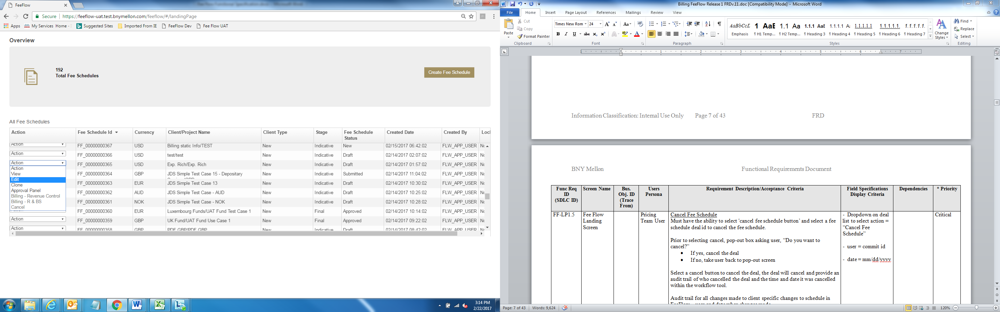 FeeFlow
Secure https://feeflow-uat.test.bnymellon.com/feeflow/#/landingPage
Apps My Services Home - Suggested Sites Imported From IE FeeFlow Dev Fee Flow UAT
Overview
192
Total Fee Schedules
Create Fee Schedule
All Fee Schedules
Action Fee Schedule Id Currency Client/Project Name Client Type Stage Fee Schedule Status Created Date Created By Loc
Action FF_00000000367 USD Billing static Info/TEST New Indicative New 02/15/2017 06:42:02 FLW_APP_USER No
Action FF_00000000366 USD test/test New Indicative Draft 02/14/2017 02:07:02 FLW_APP_USER No
Action FF_00000000365 USD Exp. Rich/Exp. Rich New Indicative Draft 02/14/2017 01:57:02 FLW_APP_USER No
Action
View
Edit
Clone
Approval Panel
Billing - Revenue Control
Billing - R & BS
Cancel
FF_00000000364 GBP JDS Simple Test Case 15 - Depositary New Indicative Submitted 02/14/2017 11:04:02 FLW_APP_USER No
FF_00000000363 EUR JDS Simple Test Case 13 New Indicative Draft 02/14/2017 10:30:02 FLW_APP_USER No
FF_00000000362 AUD JDS Simple Test Case - AUD New Indicative Draft 02/14/2017 10:25:02 FLW_APP_USER No
FF_00000000361 NOK JDS Simple Test Case - NOK New Indicative Draft 02/14/2017 10:28:02 FLW_APP_USER No
FF_00000000360 EUR Luxembourg Funds/UAT Fund Test Case 1 New Final Approved 02/14/2017 10:14:02 FLW_APP_USER No
Action FF_00000000359 GBP UK Fund/UAT Fund Use Case 1 New Final Approved 02/14/2017 09:22:02 FLW_APP_USER No
Action FF_00000000358 GBP PDF GBP/PDF GBP New Indicative Draft 02/14/2017 08:42:02 FLW_APP_USER No
3:14 PM
2/22/2017
Billing FeeFlow Release 1 FRDv.11.doc [Compatibility Mode] - Microsoft Word
File Home Insert Page Layout References Mailings Review View
Paste Cut Copy Format Painter
Clipboard
Times New Rom 24
Font
Paragraph
AaBbCcL 1 AaB 1.1 Aa 1.1.1 AaB 1.1.1.1 Aa 1.1.1.1.1 1.1.1.1.1. 1.1.1.1.1.
Emphasis ¶ H1 Temp... ¶ H2 Temp... ¶ Heading 3 ¶ Heading 4 ¶ Heading 5 ¶ Heading 6 ¶ Heading 7
Styles
Change Styles
Find
Replace
Select
Editing
1 1 2 3 4 5 6 7
Information Classification: Internal Use Only Page 7 of 43 FRD
BNY Mellon Functional Requirements Document
Func Req ID (SDLC ID) Screen Name Bus. Obj. ID (Trace From) Users Persona Requirement Description/Acceptance Criteria Field Specifications Display Criteria Dependencies * Priority
FF-LP1.5
Fee Flow
Landing
Screen
Pricing
Team User
Cancel Fee Schedule
Must have the ability to select 'cancel fee schedule button' and select a fee
schedule deal id to cancel the fee schedule.
Prior to selecting cancel, pop-out box asking user, “Do you want to
cancel?”
• If yes, cancel the deal
• If no, take user back to pop-out screen
Select a cancel button to cancel the deal, the deal will cancel and provide an
audit trail of who cancelled the deal and the time and date it was cancelled
within the workflow tool.
Audit trail for all changes made to client specific changes to schedule in
- Dropdown on deal
list to select action =
“Cancel Fee
Schedule”
- user = commit id
- date = mm/dd/yyyy
Critical
Page: 7 of 43 Words: 9,624 120%